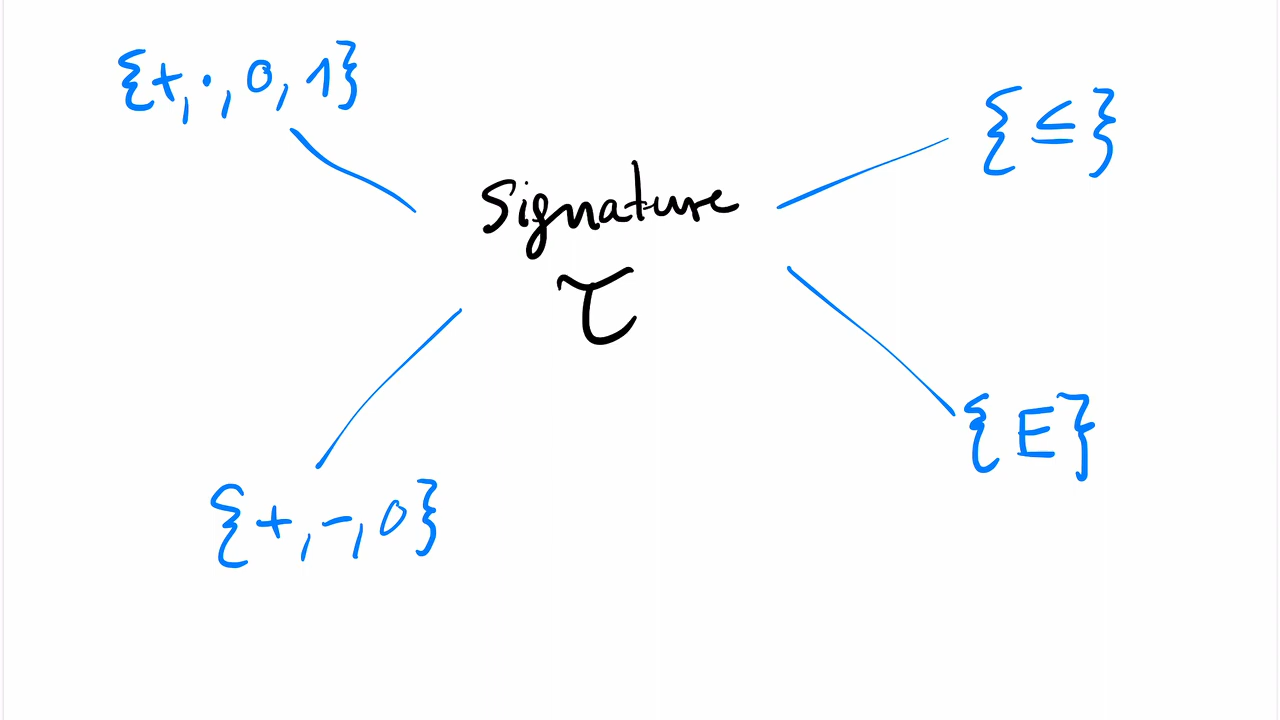 {+,·,0,1}
{≤}
Signature
τ
{E}
{+,-,0}